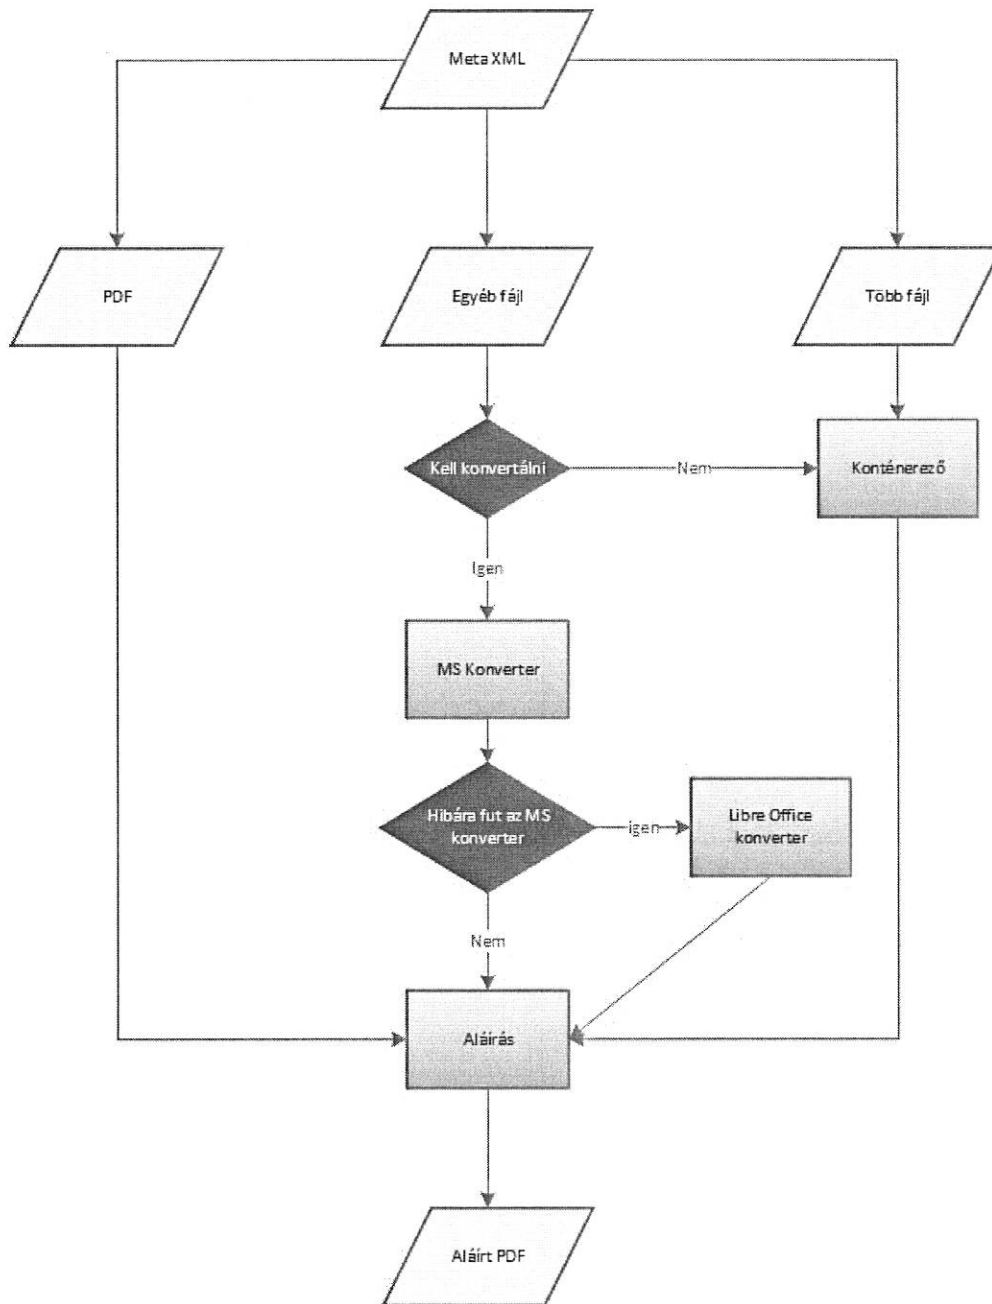 Meta XML
PDF
Egyéb fájl
Több fájl
Kell konvertálni
Nem
Konténerező
Igen
MS Konverter
Hibára fut az MS
konverter
igen
Libre Office
konverter
Nem
Aláírás
Aláírt PDF